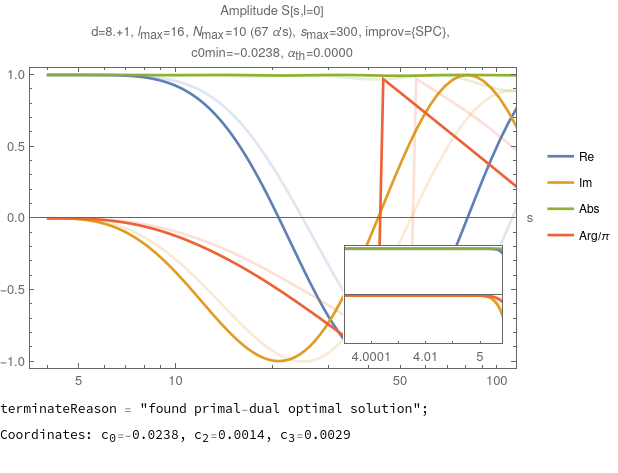 Amplitude S[s,l=0]
d=8.+1, lmax=16, Nmax=10 (67 α's), smax=300, improv={SPC},
c0min=-0.0238, αth=0.0000
1.0
0.5
0.0
-0.5
-1.0
5
10
50
100
s
4.0001
4.01
5
Re
Im
Abs
Arg/π
terminateReason = "found primal-dual optimal solution";
Coordinates: c0=-0.0238, c2=0.0014, c3=0.0029